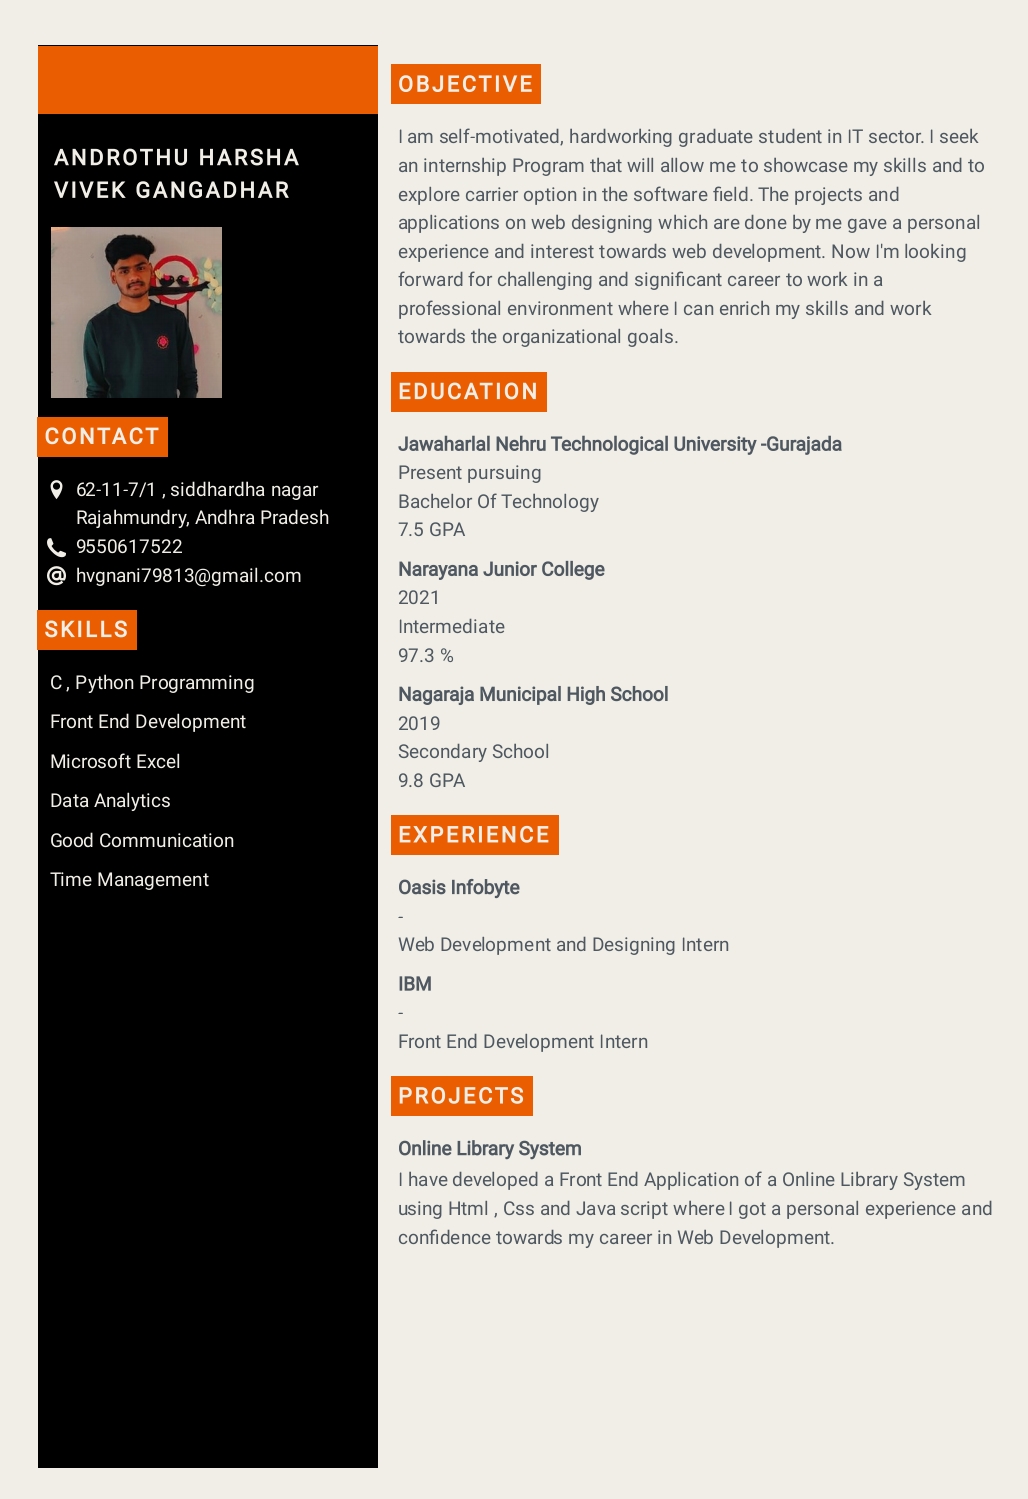 ANDROTHU HARSHA
VIVEK GANGADHAR
CONTACT
62-11-7/1 , siddhardha nagar
Rajahmundry, Andhra Pradesh
9550617522
hvgnani79813@gmail.com
SKILLS
C , Python Programming
Front End Development
Microsoft Excel
Data Analytics
Good Communication
Time Management
OBJECTIVE
I am self-motivated, hardworking graduate student in IT sector. I seek
an internship Program that will allow me to showcase my skills and to
explore carrier option in the software field. The projects and
applications on web designing which are done by me gave a personal
experience and interest towards web development. Now I'm looking
forward for challenging and significant career to work in a
professional environment where I can enrich my skills and work
towards the organizational goals.
EDUCATION
Jawaharlal Nehru Technological University -Gurajada
Present pursuing
Bachelor Of Technology
7.5 GPA
Narayana Junior College
2021
Intermediate
97.3 %
Nagaraja Municipal High School
2019
Secondary School
9.8 GPA
EXPERIENCE
Oasis Infobyte
-
Web Development and Designing Intern
IBM
-
Front End Development Intern
PROJECTS
Online Library System
I have developed a Front End Application of a Online Library System
using Html , Css and Java script where I got a personal experience and
confidence towards my career in Web Development.